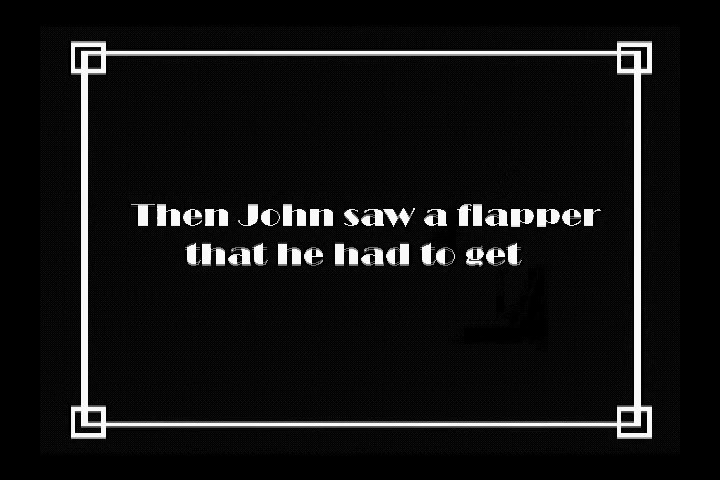 Then John saw a flapper
that he had to get